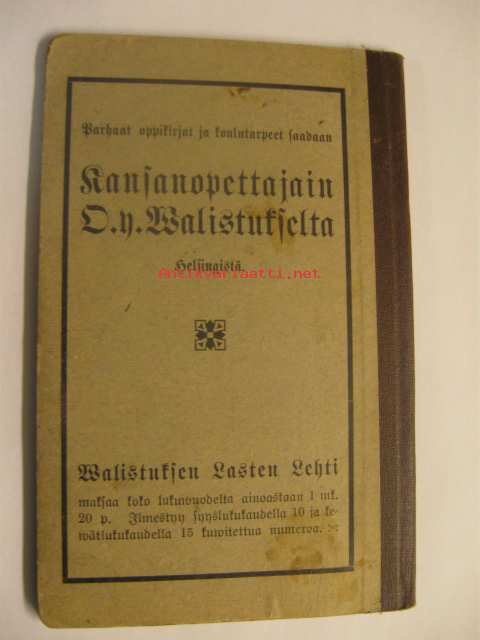 Parhaat oppikirjat ja koulutarpeet saadaan
Kansanopettajain
O.y. Walistukselta
Helsingistä.
Antikvariaatti.net
Walistuksen Lasten Lehti
maksaa koko lukuvuodelta ainoastaan 1 mk.
20 p. Ilmestyy syyslukukaudella 10 ja ke-
wätlukukaudella 15 kuwitettua numeroa.